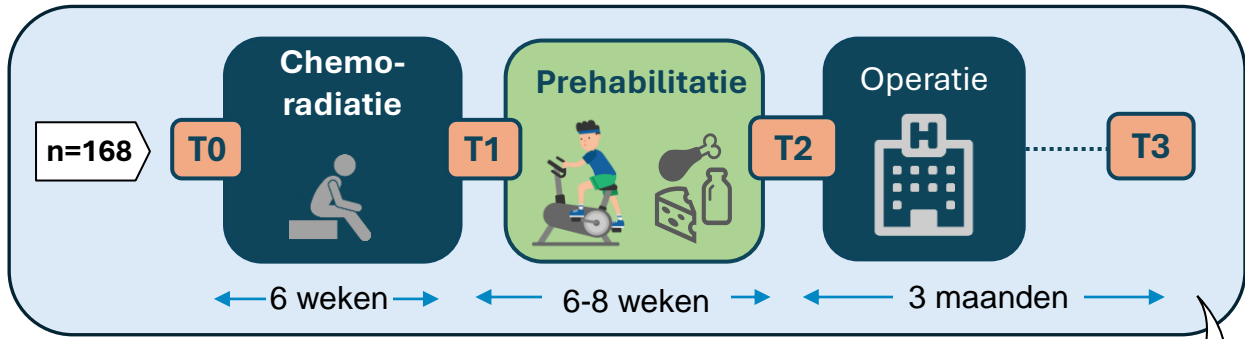 Chemo-
radiatie
Prehabilitatie
Operatie
H
n=168
T0
T1
T2
T3
6 weken
6-8 weken
3 maanden